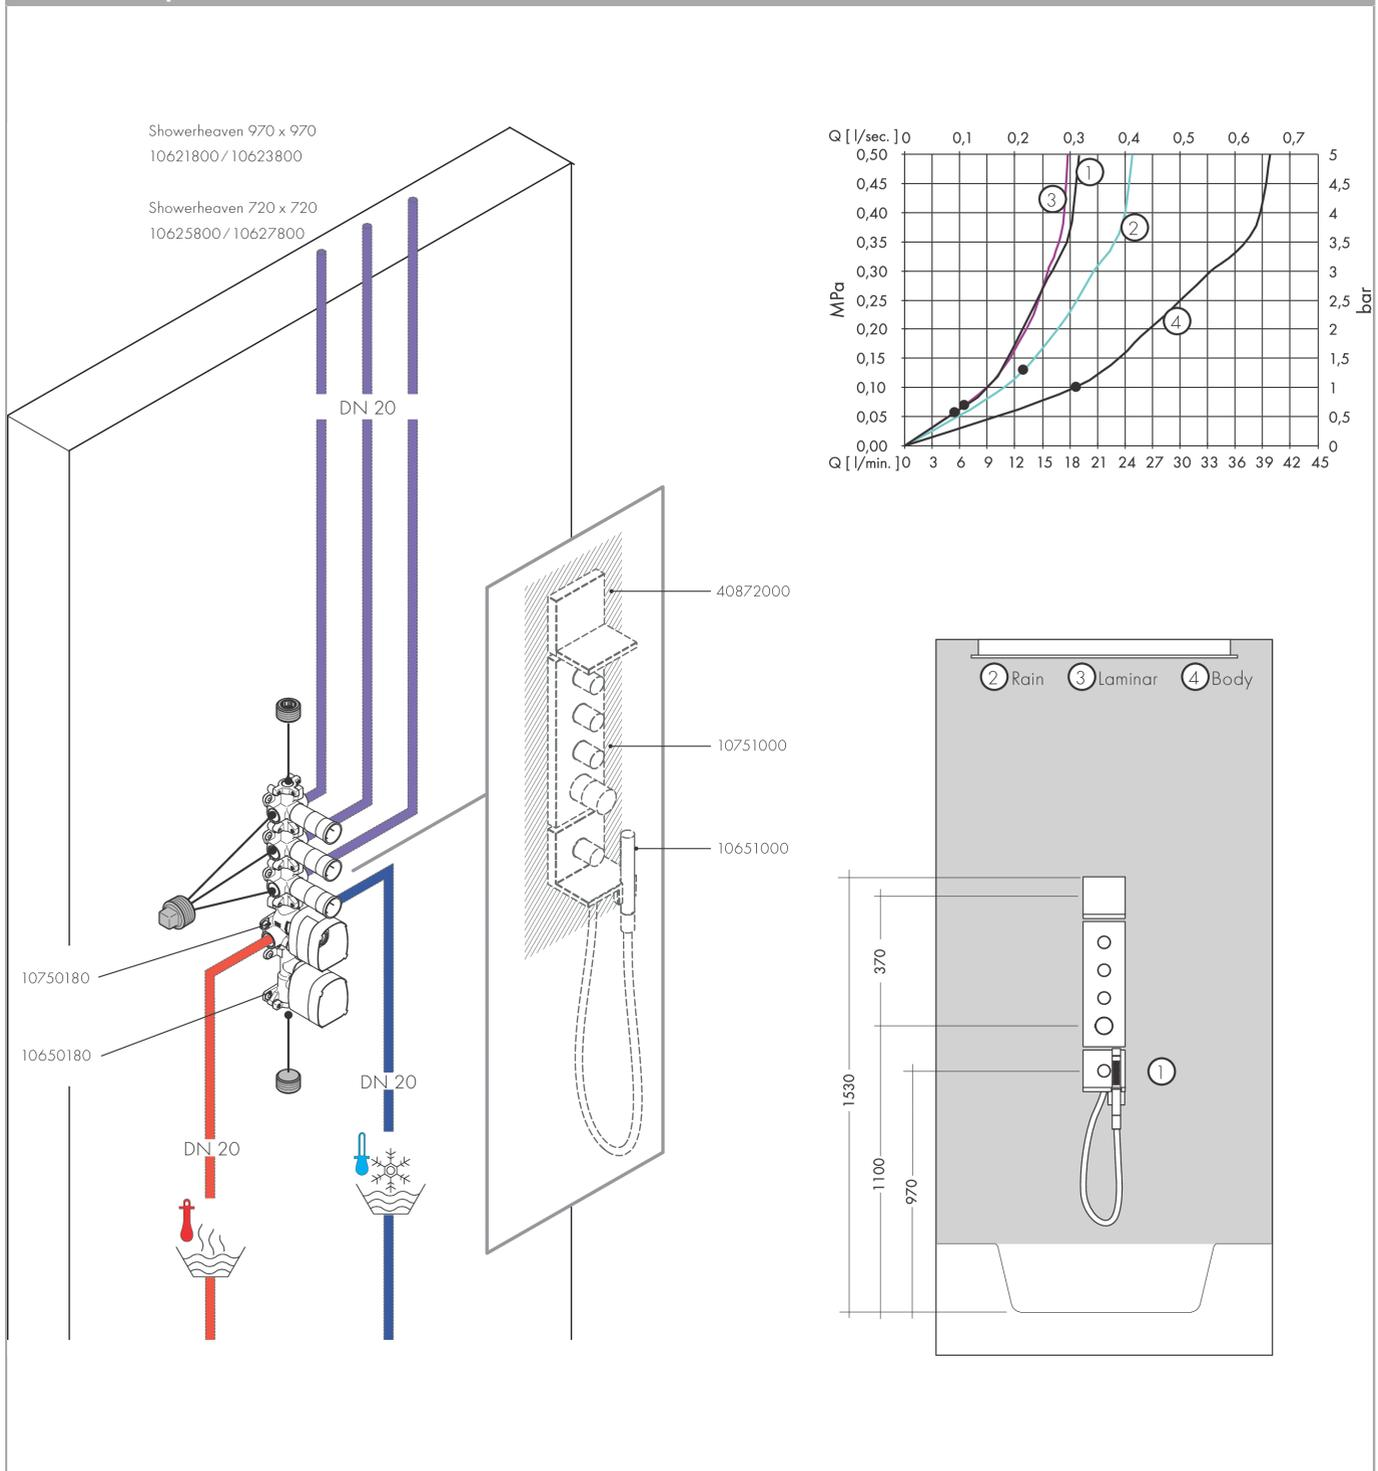 Showerheaven 970 x 970
10621800 / 10623800
Showerheaven 720 x 720
10625800 / 10627800
DN 20
40872000
10751000
10651000
10750180
10650180
DN 20
DN 20
Q [ l/sec. ] 0 0,1 0,2 0,3 0,4 0,5 0,6 0,7
0,50 5
0,45 4,5
0,40 4
0,35 3,5
0,30 3
0,25 2,5
0,20 2
0,15 1,5
0,10 1
0,05 0,5
0,00 0
MPa
bar
1
3
2
4
Q [ l/min. ] 0 3 6 9 12 15 18 21 24 27 30 33 36 39 42 45
2 Rain 3 Laminar 4 Body
370
1
1530
1100
970